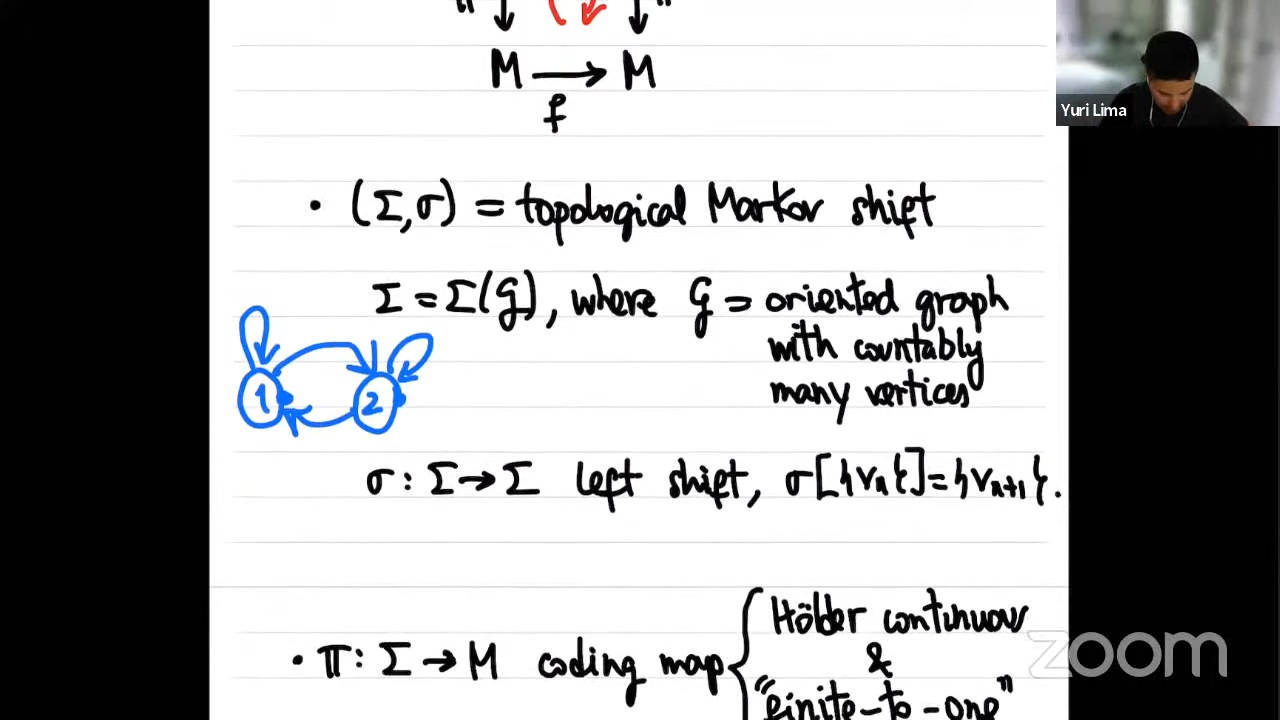 π ↓ ↓ π
M → M
f
Yuri Lima
• (Σ,σ) = topological Markov shift
Σ = Σ(G), where G = oriented graph
with countably
many vertices
1 2
σ: Σ → Σ left shift, σ[{vₙ}]={vₙ₊₁}.
• π: Σ → M coding map { Hölder continuous
&
"finite-to-one"
zoom